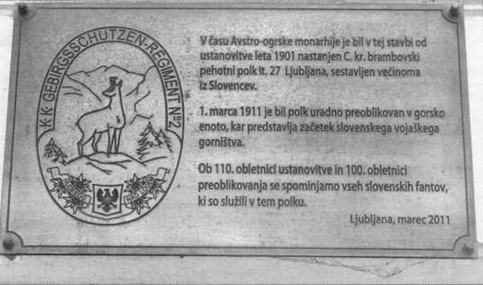 K.K. GEBIRGSSCHÜTZEN-REGIMENT Nº2
V času Avstro-ogrske monarhije je bil v tej stavbi od
ustanovitve leta 1901 nastanjen C. kr. brambovski
pehotni polk št. 27 Ljubljana, sestavljen večinoma
iz Slovencev.
1. marca 1911 je bil polk uradno preoblikovan v gorsko
enoto, kar predstavlja začetek slovenskega vojaškega
gorništva.
Ob 110. obletnici ustanovitve in 100. obletnici
preoblikovanja se spominjamo vseh slovenskih fantov,
ki so služili v tem polku.
Ljubljana, marec 2011